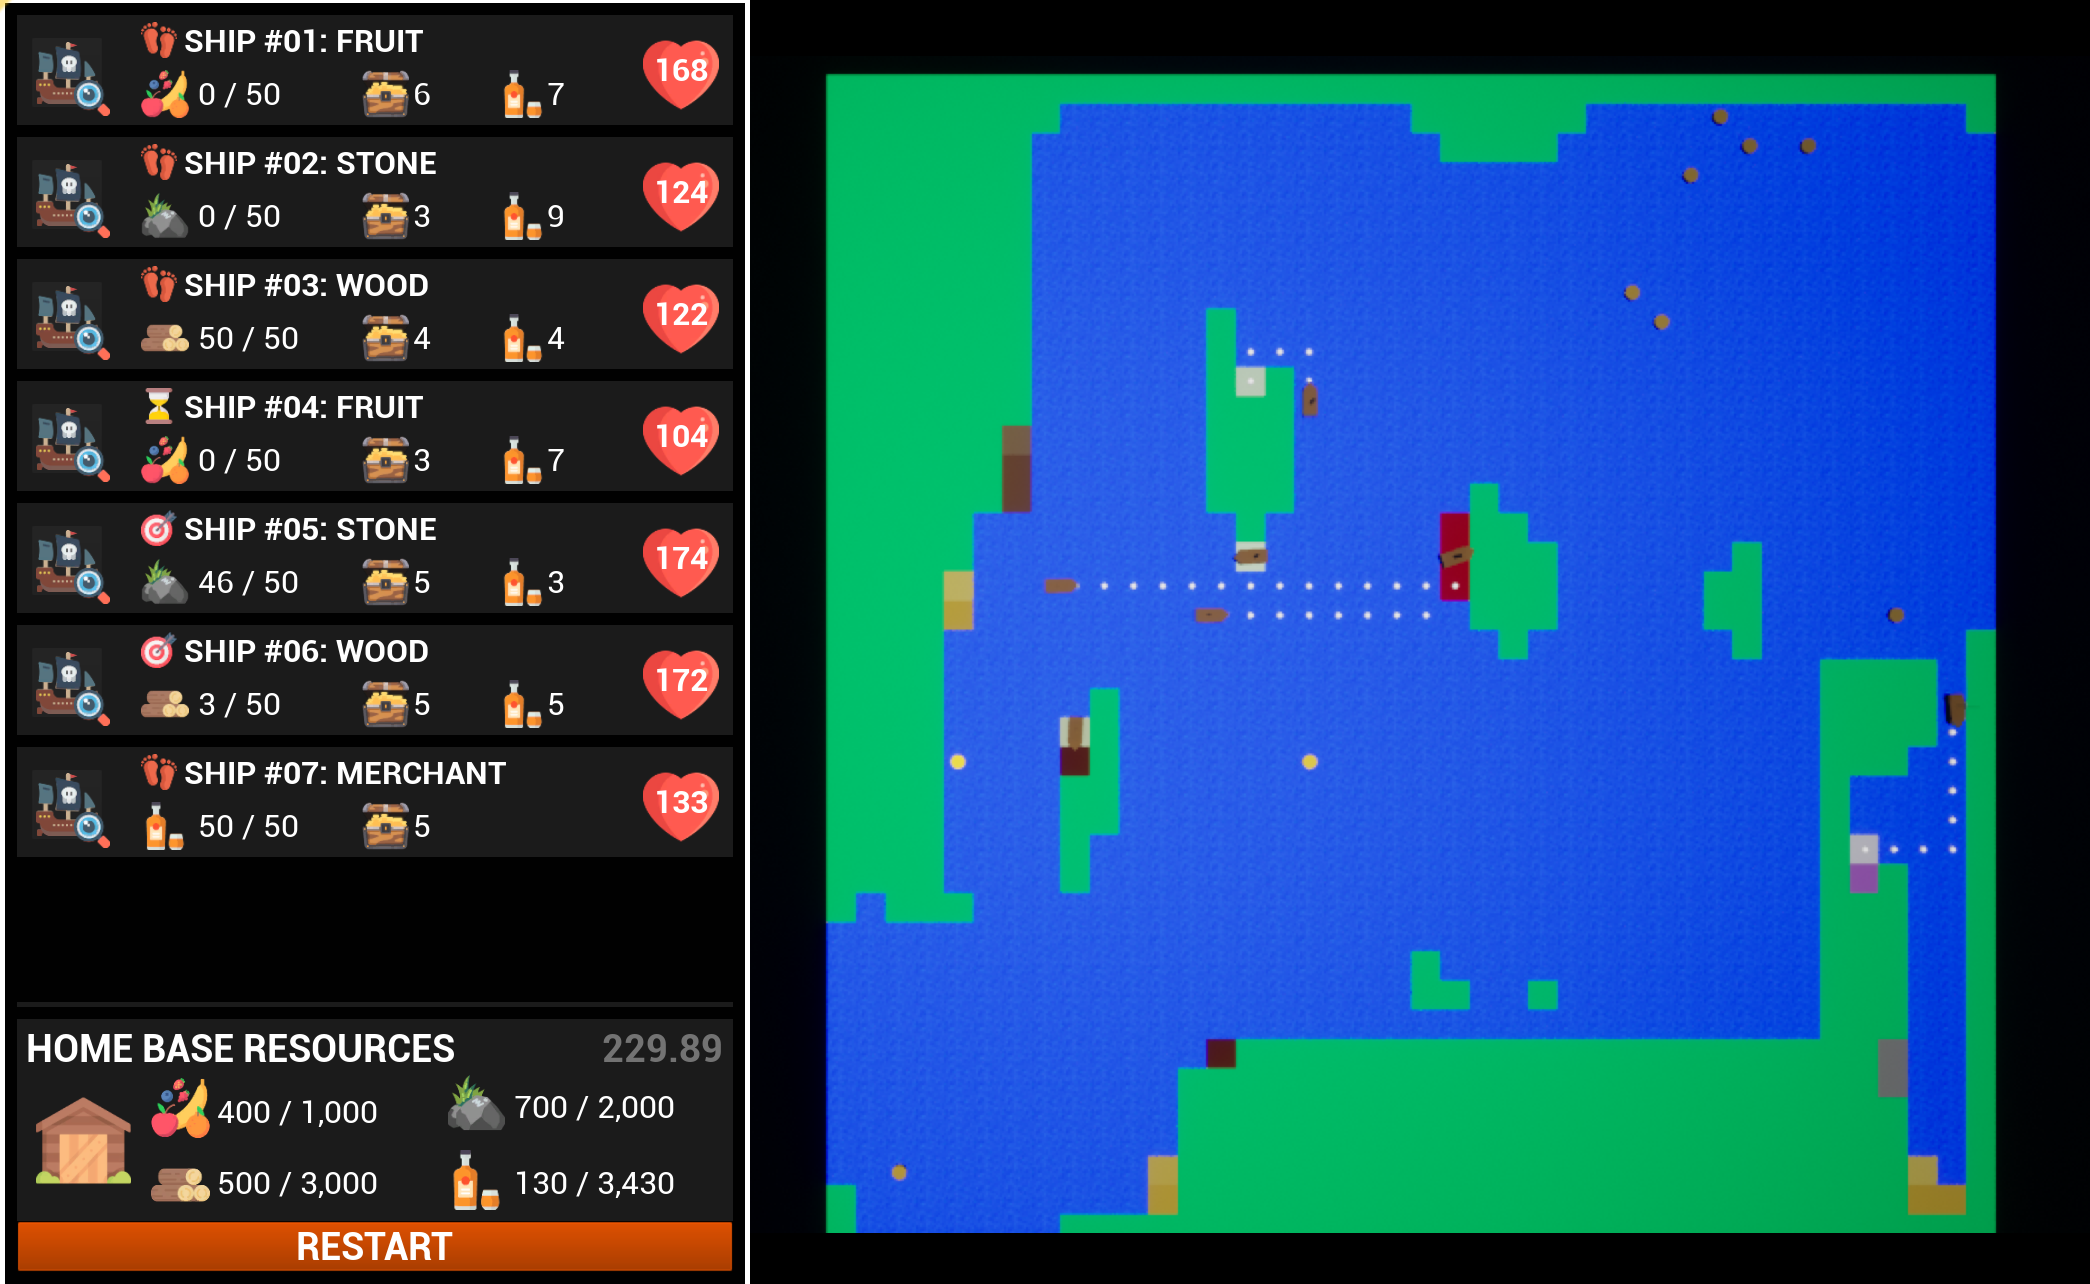 SHIP #01: FRUIT
0 / 50 6 7 168
SHIP #02: STONE
0 / 50 3 9 124
SHIP #03: WOOD
50 / 50 4 4 122
SHIP #04: FRUIT
0 / 50 3 7 104
SHIP #05: STONE
46 / 50 5 3 174
SHIP #06: WOOD
3 / 50 5 5 172
SHIP #07: MERCHANT
50 / 50 5 133
HOME BASE RESOURCES 229.89
400 / 1,000 700 / 2,000
500 / 3,000 130 / 3,430
RESTART